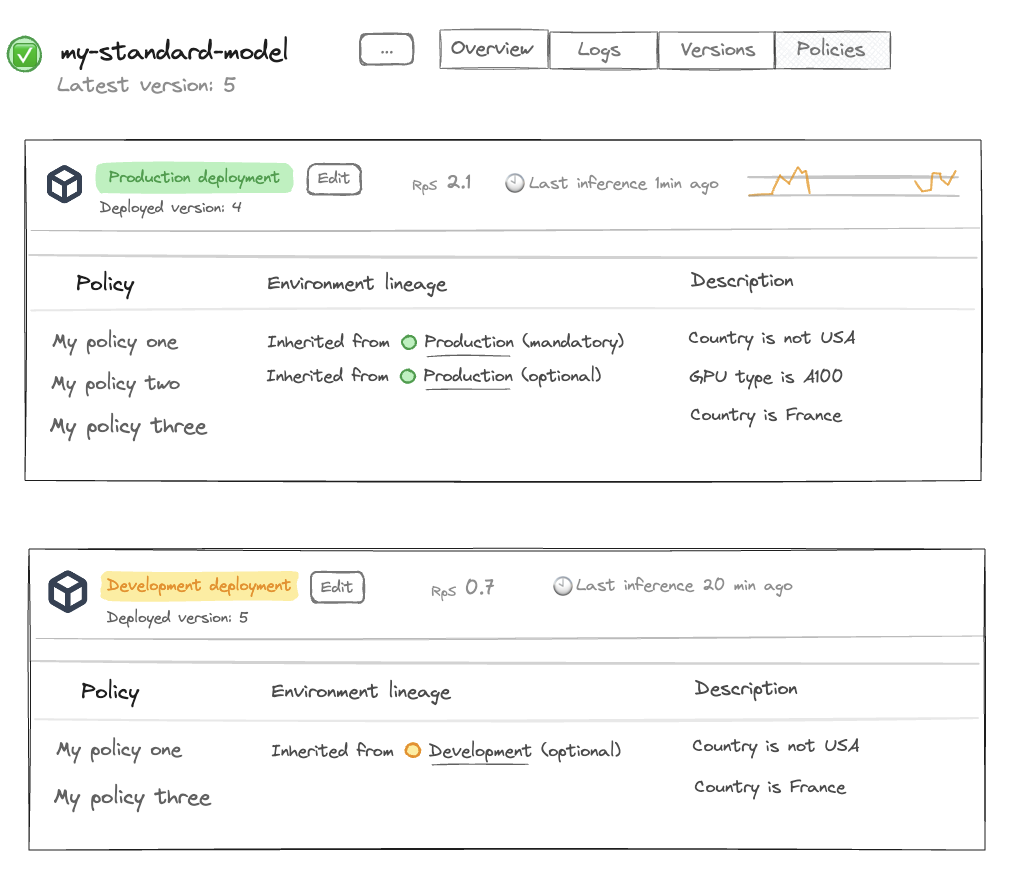 my-standard-model ... Overview Logs Versions Policies
Latest version: 5
Production deployment Edit RpS 2.1 Last inference 1min ago
Deployed version: 4
Policy Environment lineage Description
My policy one Inherited from Production (mandatory) Country is not USA
My policy two Inherited from Production (optional) GPU type is A100
My policy three Country is France
Development deployment Edit RpS 0.7 Last inference 20 min ago
Deployed version: 5
Policy Environment lineage Description
My policy one Inherited from Development (optional) Country is not USA
My policy three Country is France